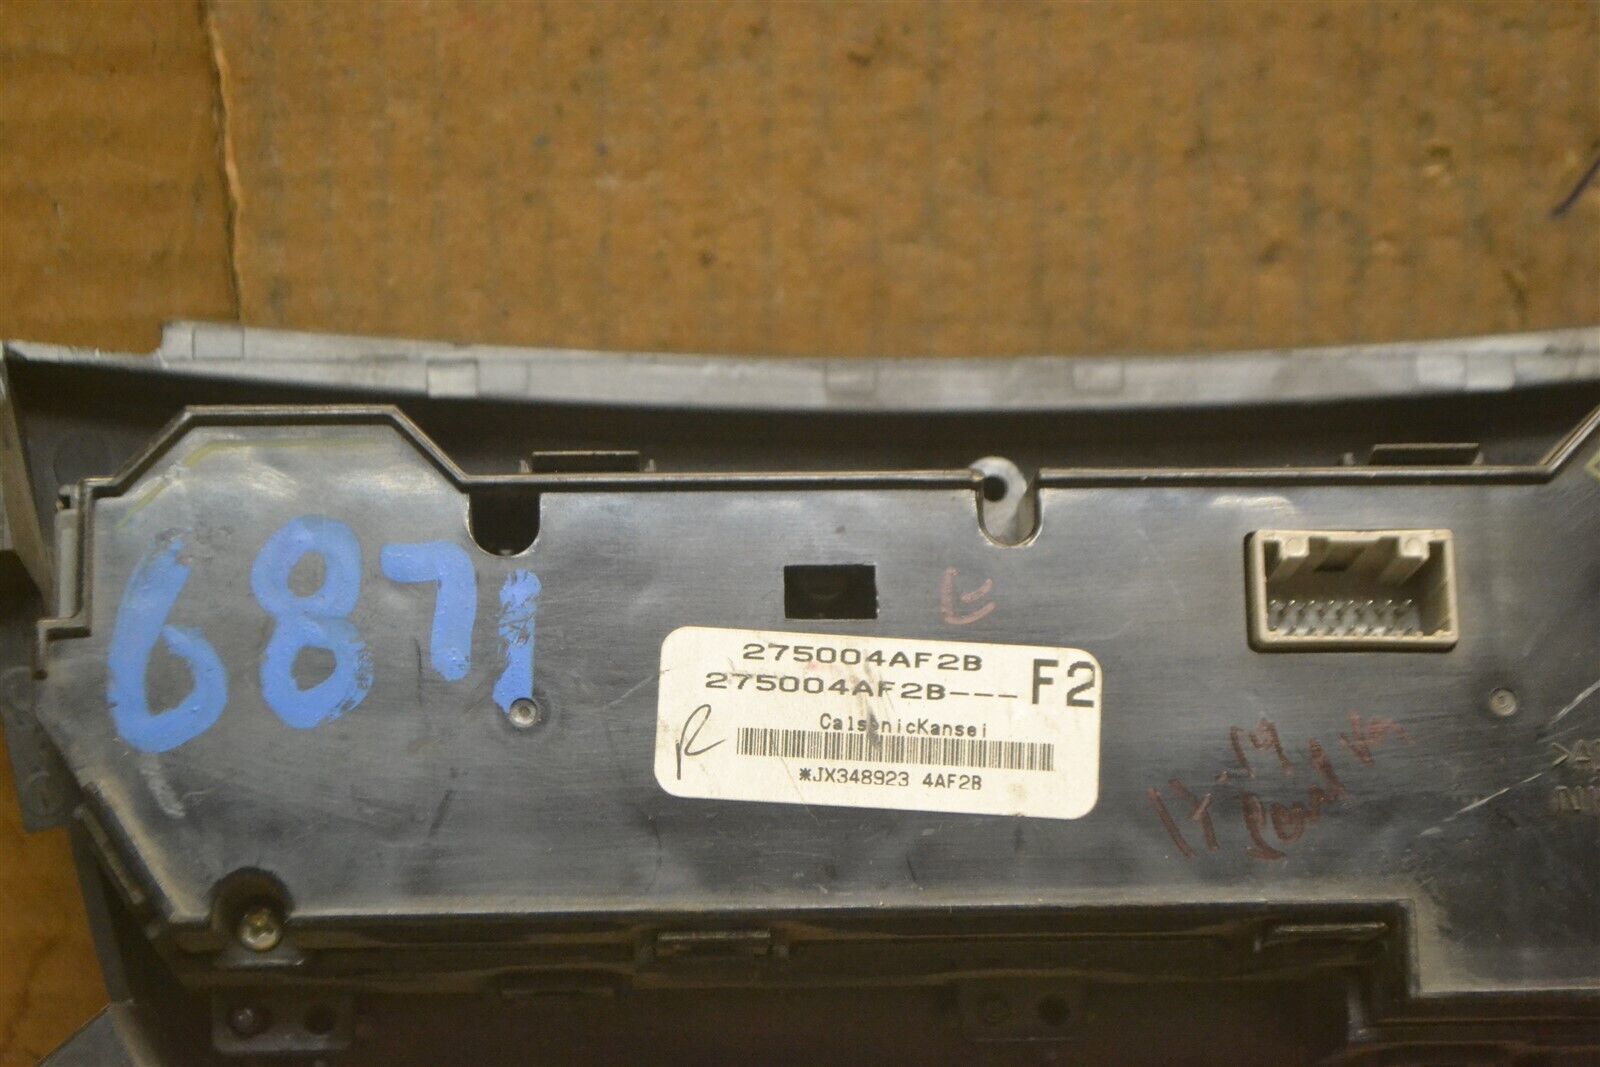 6871
275004AF2B
275004AF2B---
F2
CalsonicKansei
R
*JX348923 4AF2B